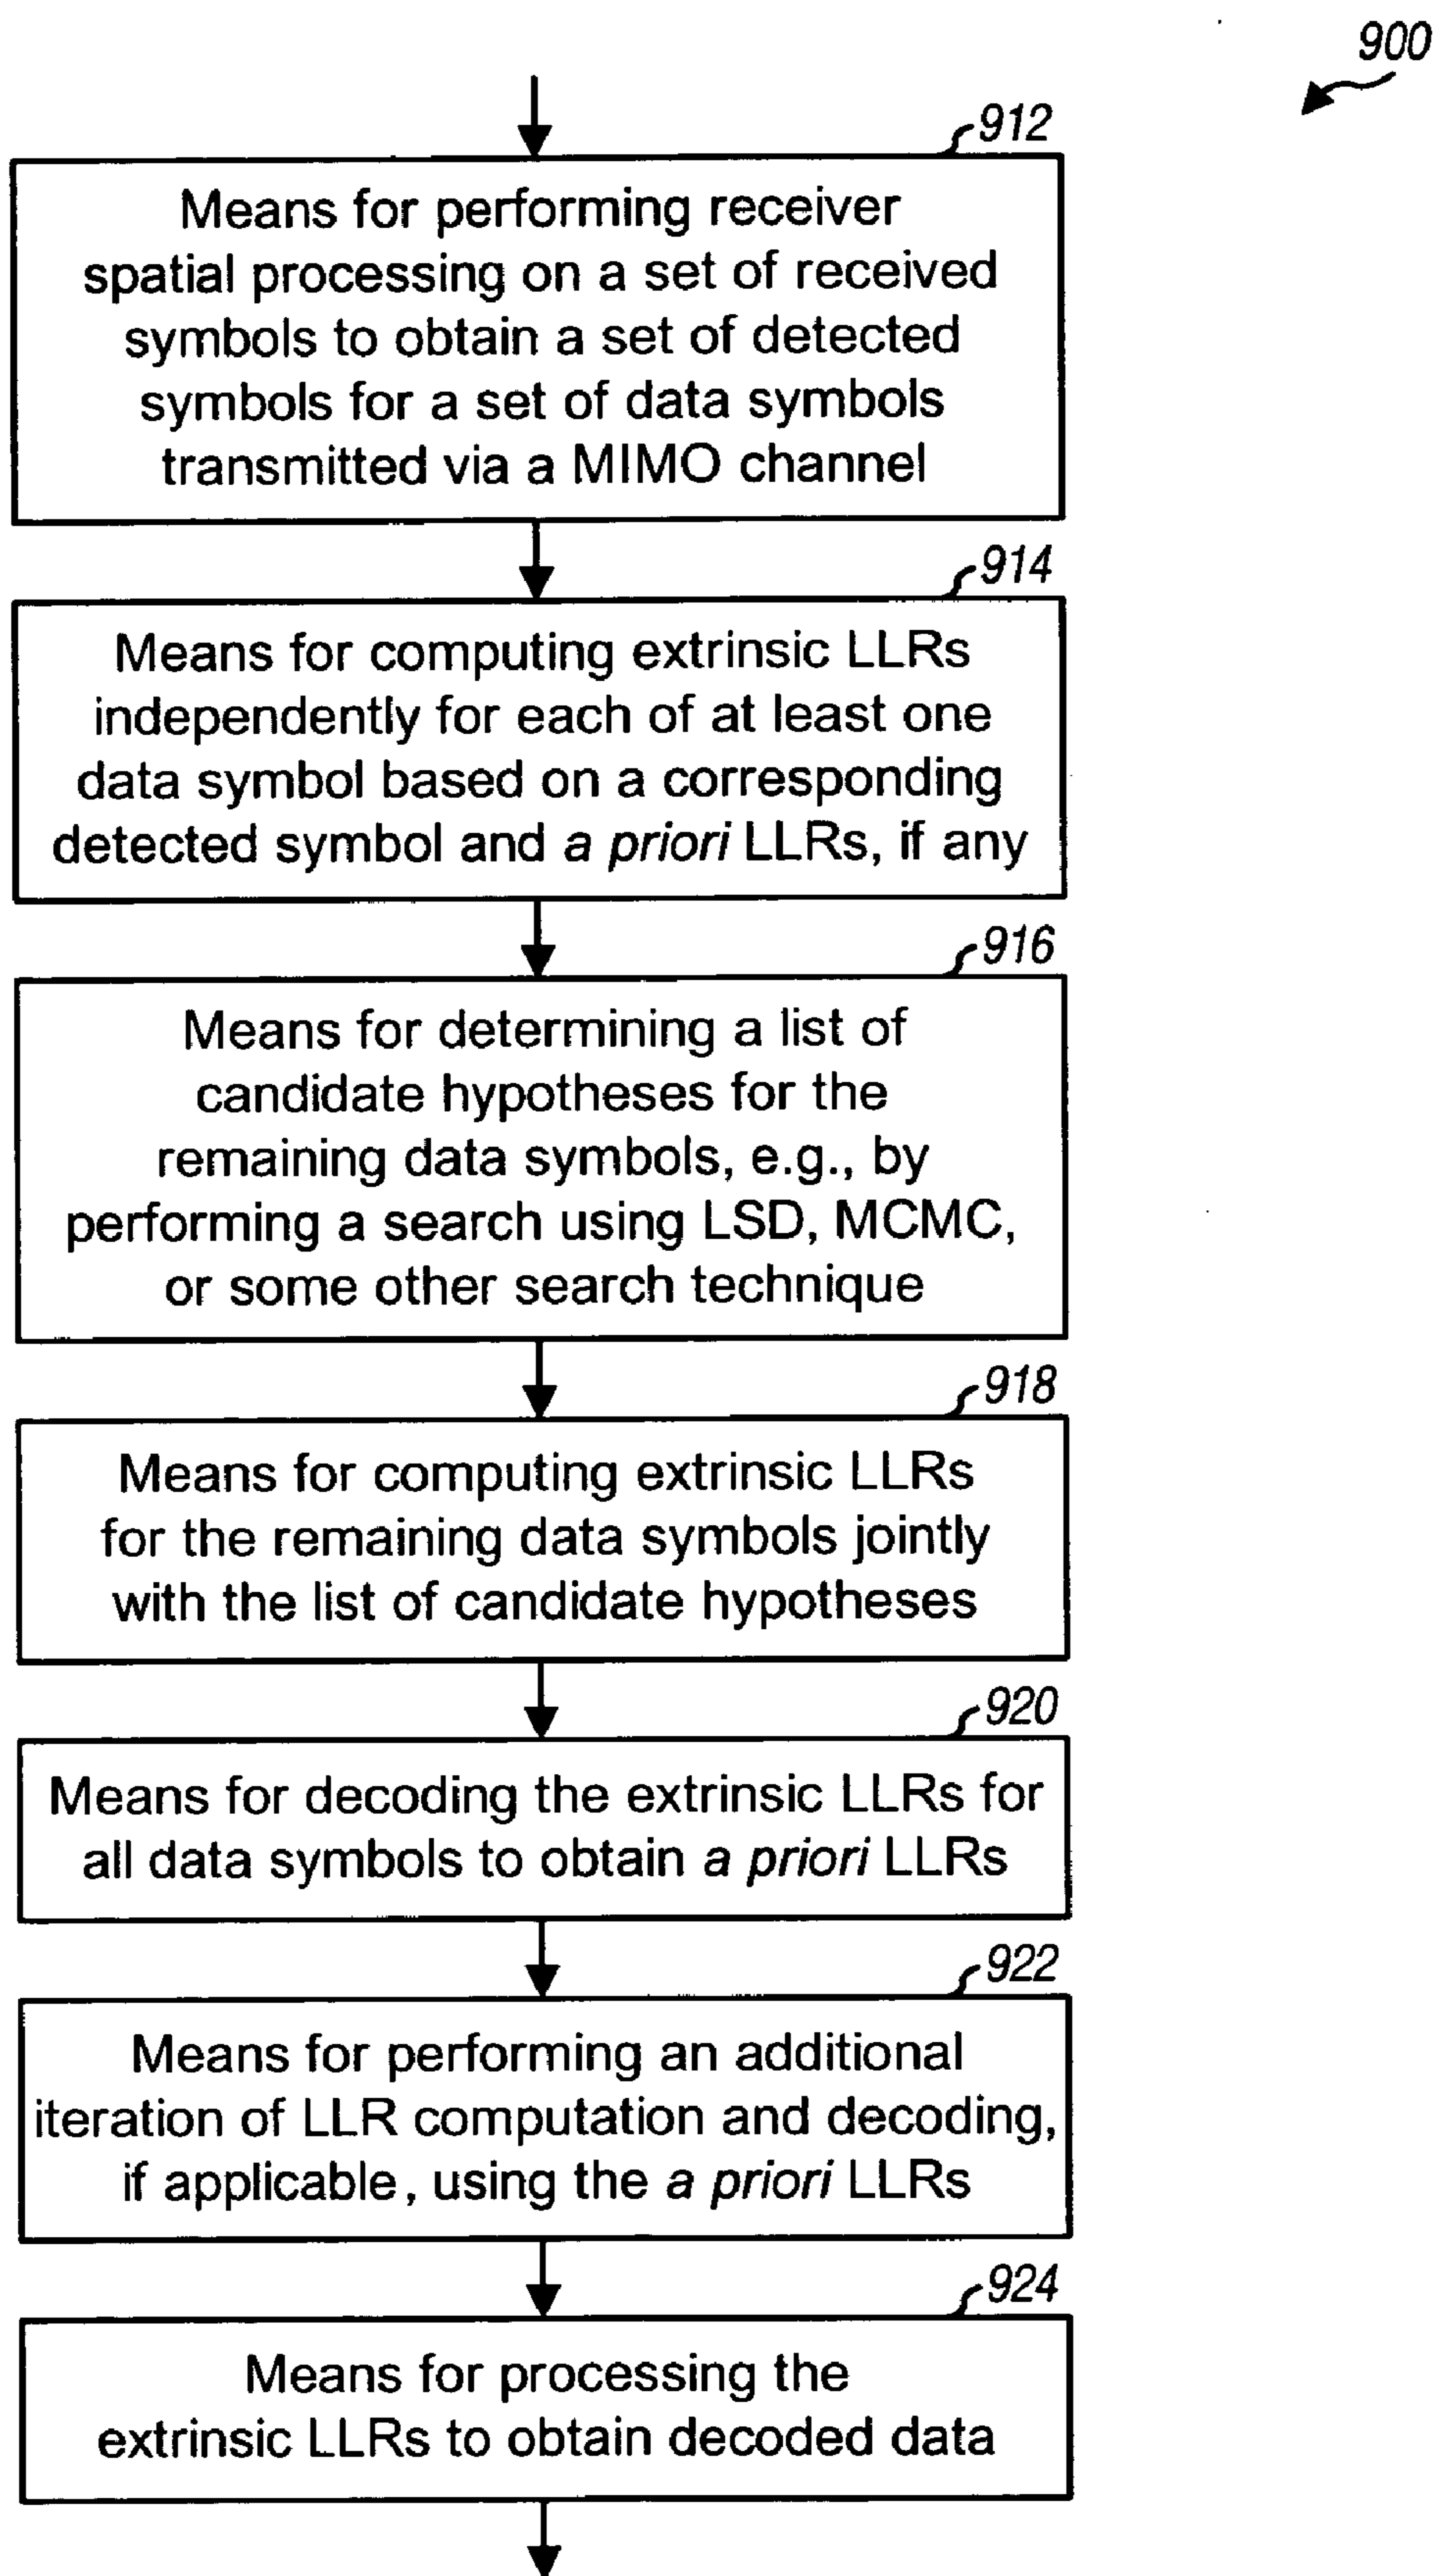 900
912
Means for performing receiver
spatial processing on a set of received
symbols to obtain a set of detected
symbols for a set of data symbols
transmitted via a MIMO channel
914
Means for computing extrinsic LLRs
independently for each of at least one
data symbol based on a corresponding
detected symbol and a priori LLRs, if any
916
Means for determining a list of
candidate hypotheses for the
remaining data symbols, e.g., by
performing a search using LSD, MCMC,
or some other search technique
918
Means for computing extrinsic LLRs
for the remaining data symbols jointly
with the list of candidate hypotheses
920
Means for decoding the extrinsic LLRs for
all data symbols to obtain a priori LLRs
922
Means for performing an additional
iteration of LLR computation and decoding,
if applicable, using the a priori LLRs
924
Means for processing the
extrinsic LLRs to obtain decoded data